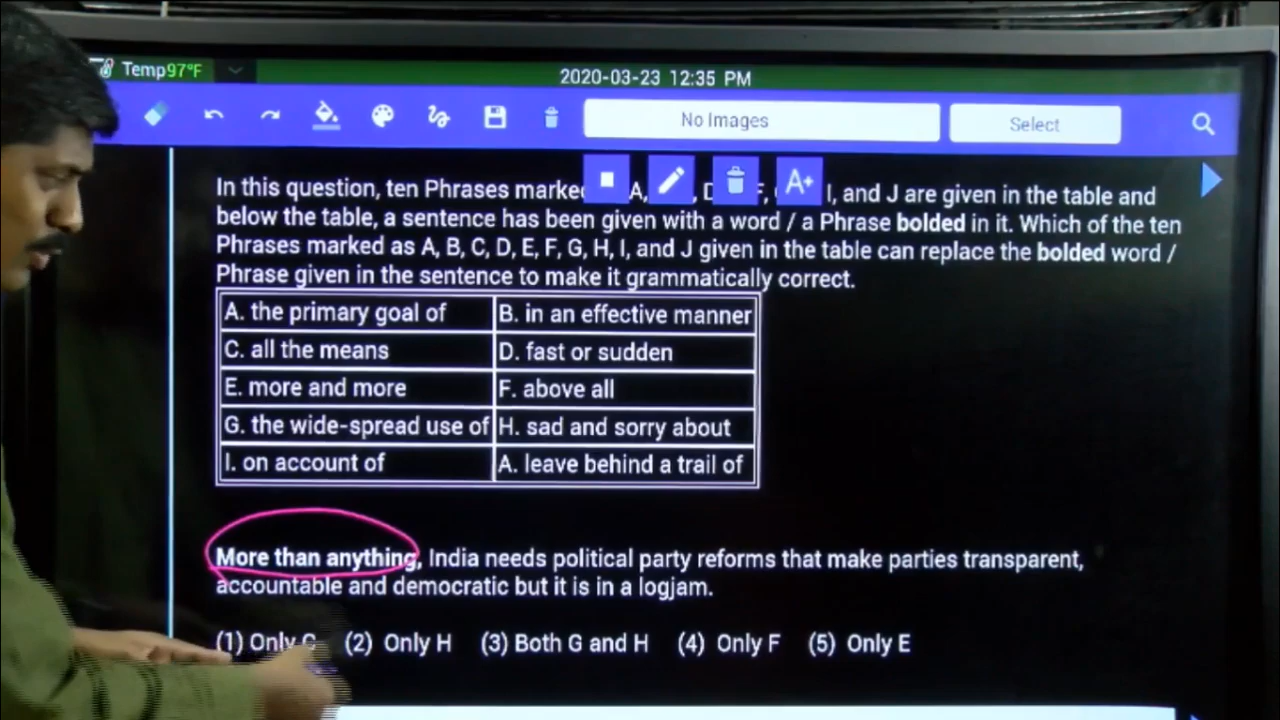 Temp97°F
2020-03-23 12:35 PM
No Images
Select
A+
In this question, ten Phrases marked A, D F, I, and J are given in the table and
below the table, a sentence has been given with a word / a Phrase bolded in it. Which of the ten
Phrases marked as A, B, C, D, E, F, G, H, I, and J given in the table can replace the bolded word /
Phrase given in the sentence to make it grammatically correct.
A. the primary goal of B. in an effective manner
C. all the means D. fast or sudden
E. more and more F. above all
G. the wide-spread use of H. sad and sorry about
I. on account of A. leave behind a trail of
More than anything, India needs political party reforms that make parties transparent,
accountable and democratic but it is in a logjam.
(1) Only (2) Only H (3) Both G and H (4) Only F (5) Only E